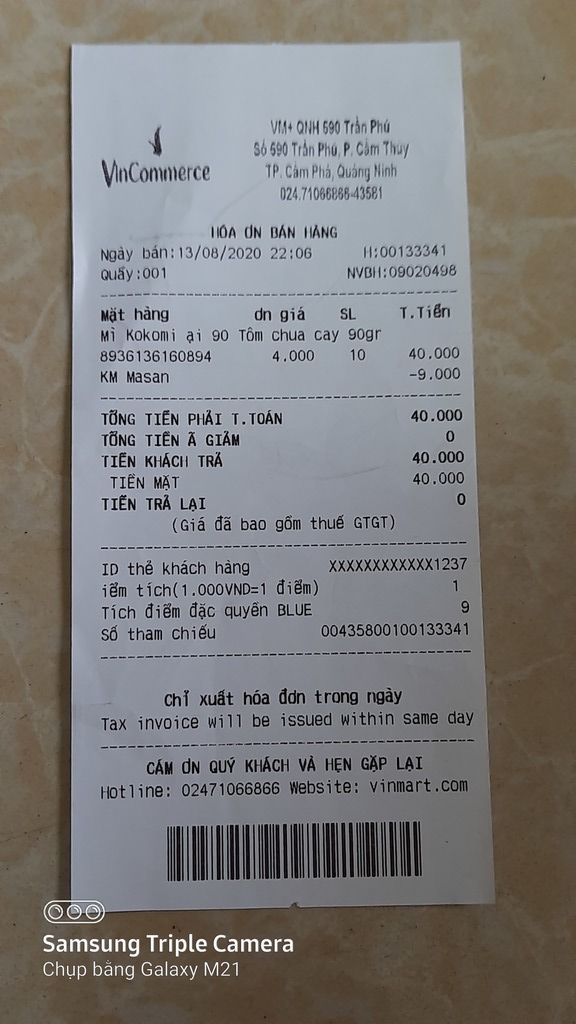 VinCommerce
VM+ QNH 590 Trần Phú
Số 590 Trần Phú, P. Cẩm Thủy
TP. Cẩm Phả, Quảng Ninh
024.71066866-43581
HÓA ƠN BÁN HÀNG
Ngày bán:13/08/2020 22:06 H:00133341
Quầy:001 NVBH:09020498
Mặt hàng ơn giá SL T.Tiền
Mì Kokomi ại 90 Tôm chua cay 90gr
8936136160894 4.000 10 40.000
KM Masan -9.000
TỔNG TIỀN PHẢI T.TOÁN 40.000
TỔNG TIỀN Ã GIẢM 0
TIỀN KHÁCH TRẢ 40.000
TIỀN MẶT 40.000
TIỀN TRẢ LẠI 0
(Giá đã bao gồm thuế GTGT)
ID thẻ khách hàng XXXXXXXXXXXX1237
iểm tích(1.000VND=1 điểm) 1
Tích điểm đặc quyền BLUE 9
Số tham chiếu 00435800100133341
Chỉ xuất hóa đơn trong ngày
Tax invoice will be issued within same day
CÁM ƠN QUÝ KHÁCH VÀ HẸN GẶP LẠI
Hotline: 02471066866 Website: vinmart.com
Samsung Triple Camera
Chụp bằng Galaxy M21